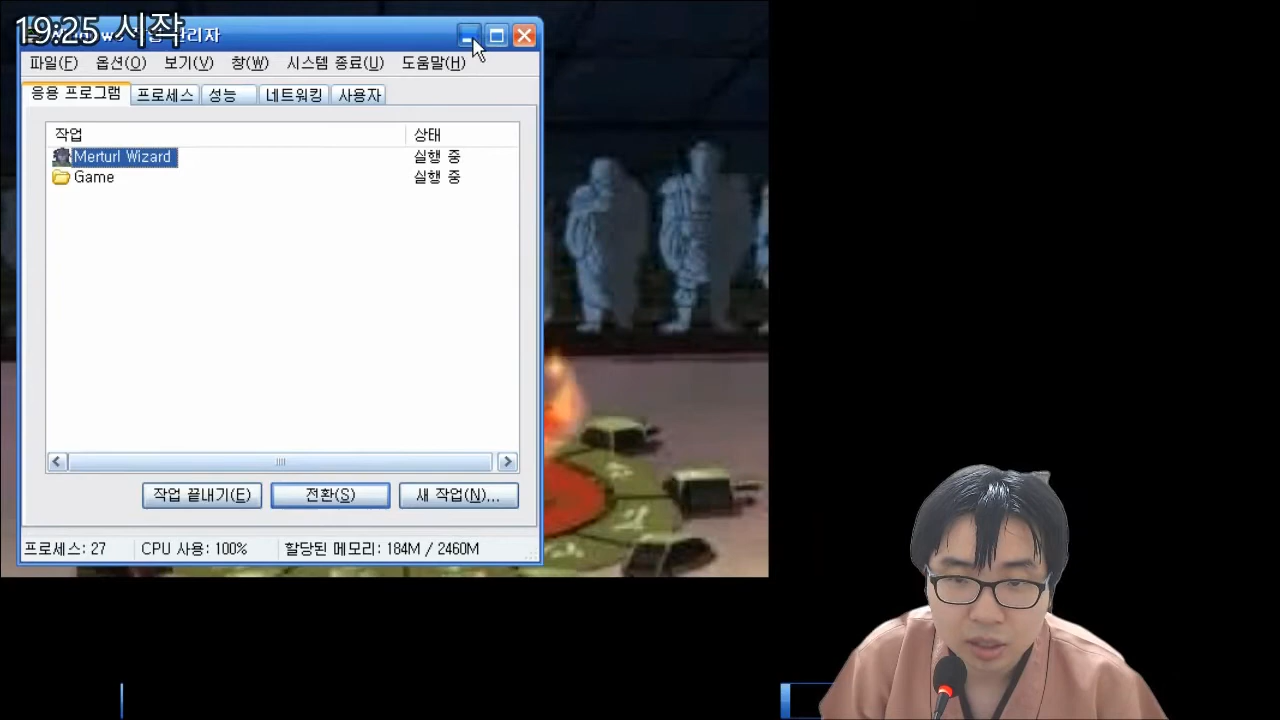 19:25 시작
파일(F) 옵션(O) 보기(V) 창(W) 시스템 종료(U) 도움말(H)
응용 프로그램 프로세스 성능 네트워킹 사용자
작업 상태
Merturl Wizard 실행 중
Game 실행 중
작업 끝내기(E) 전환(S) 새 작업(N)...
프로세스: 27 CPU 사용: 100% 할당된 메모리: 184M / 2460M